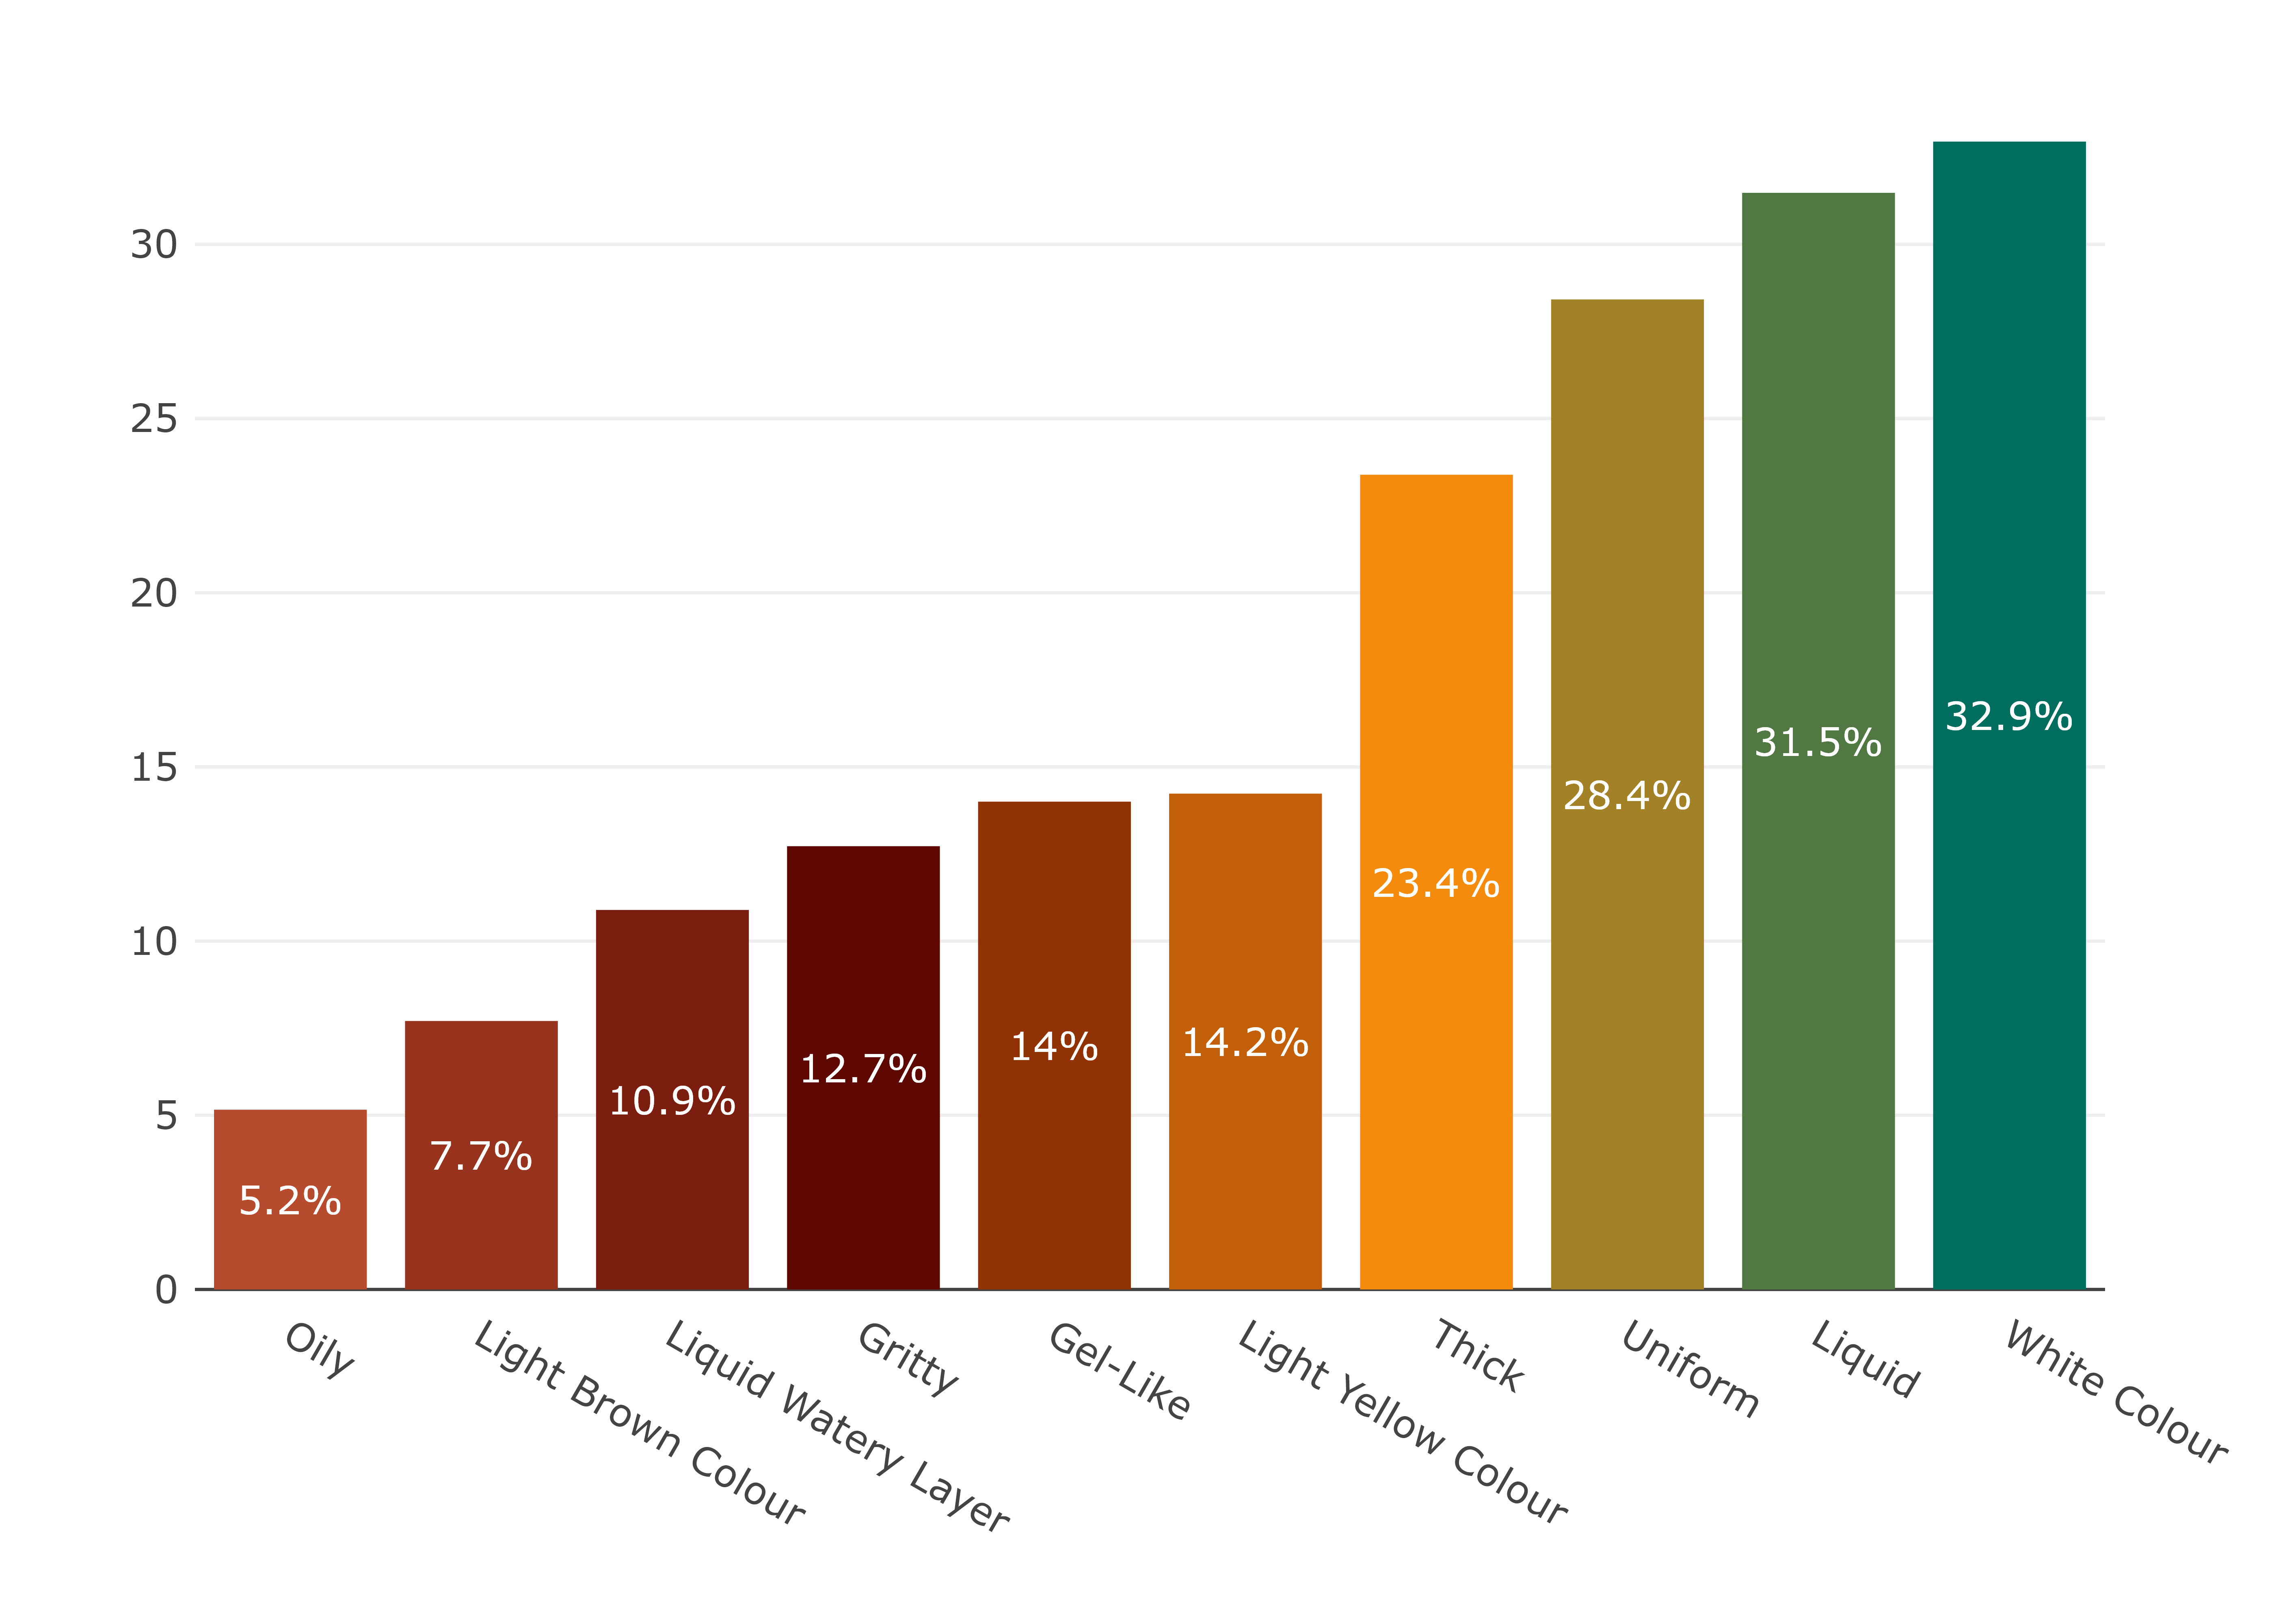 30
25
20
15
10
5
0
5.2%
7.7%
10.9%
12.7%
14%
14.2%
23.4%
28.4%
31.5%
32.9%
Oily
Light Brown Colour
Liquid Watery Layer
Gritty
Gel-Like
Light Yellow Colour
Thick
Uniform
Liquid
White Colour